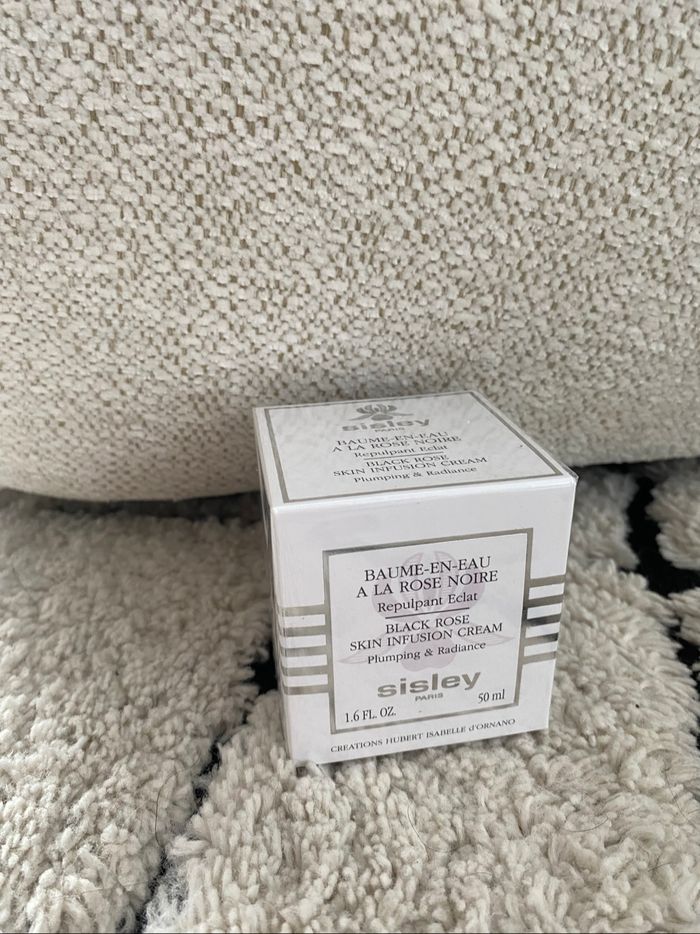 sisley
PARIS
BAUME-EN-EAU
A LA ROSE NOIRE
Repulpant Eclat
BLACK ROSE
SKIN INFUSION CREAM
Plumping & Radiance
BAUME-EN-EAU
A LA ROSE NOIRE
Repulpant Eclat
BLACK ROSE
SKIN INFUSION CREAM
Plumping & Radiance
sisley
PARIS
1.6 FL. OZ. 50 ml
CREATIONS HUBERT ISABELLE d'ORNANO